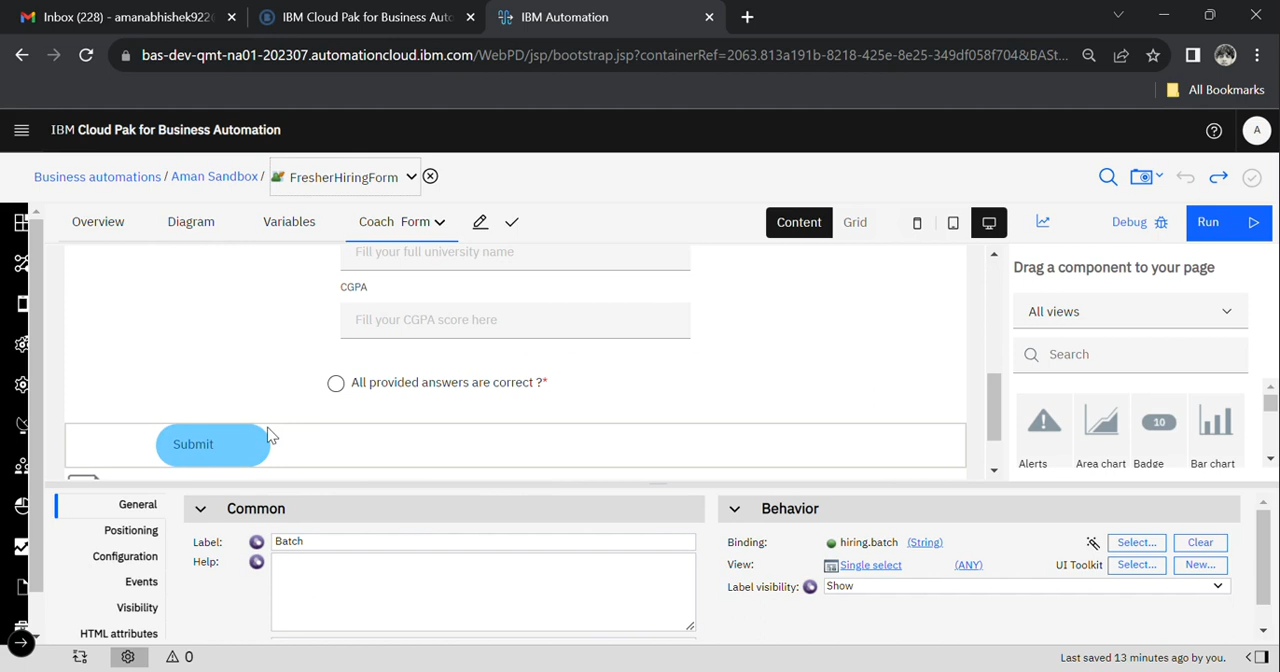 Inbox (228) - amanabhishek922
IBM Cloud Pak for Business Auto
IBM Automation
bas-dev-qmt-na01-202307.automationcloud.ibm.com/WebPD/jsp/bootstrap.jsp?containerRef=2063.813a191b-8218-425e-8e25-349df058f704&BASt...
All Bookmarks
IBM Cloud Pak for Business Automation
A
Business automations / Aman Sandbox / FresherHiringForm
Overview
Diagram
Variables
Coach Form
Content
Grid
Debug
Run
Fill your full university name
CGPA
Fill your CGPA score here
All provided answers are correct ?*
Submit
Drag a component to your page
All views
Search
10
Alerts
Area chart
Badge
Bar chart
General
Positioning
Configuration
Events
Visibility
HTML attributes
Common
Label:
Batch
Help:
Behavior
Binding:
hiring.batch (String)
Select...
Clear
View:
Single select
(ANY)
UI Toolkit
Select...
New...
Label visibility:
Show
0
Last saved 13 minutes ago by you.